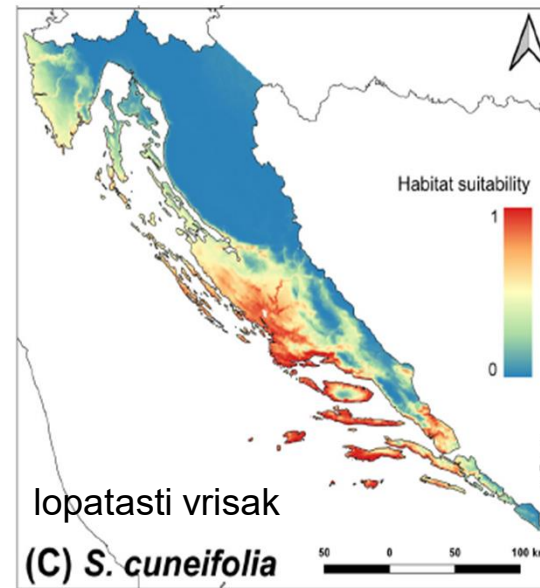 Habitat suitability
1
0
lopatasti vrisak
(C) S. cuneifolia
50 0 50 100 km